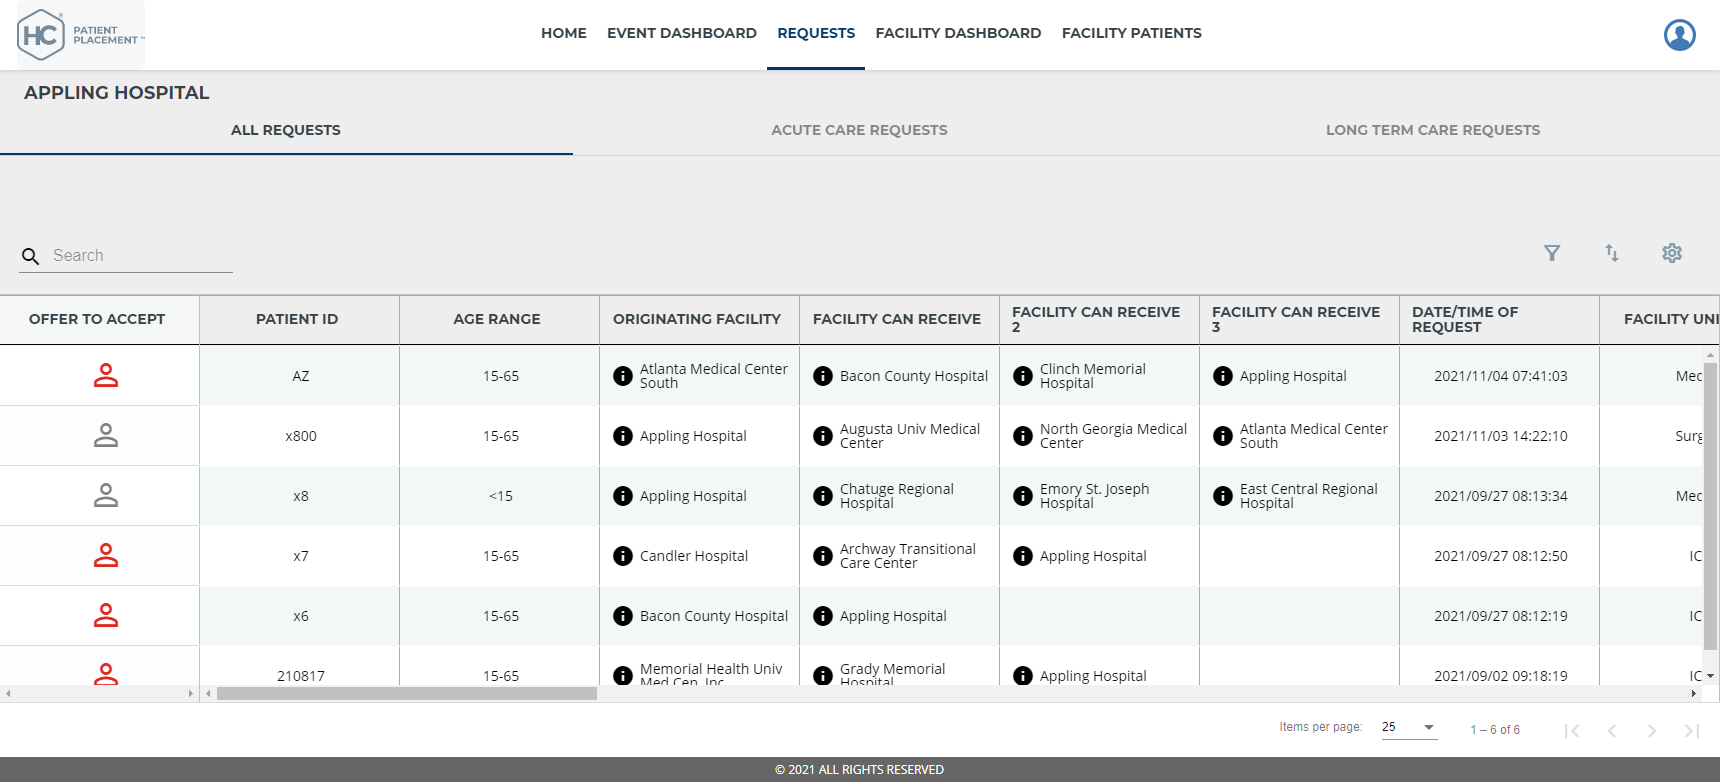 HC PATIENT PLACEMENT™
HOME EVENT DASHBOARD REQUESTS FACILITY DASHBOARD FACILITY PATIENTS
APPLING HOSPITAL
ALL REQUESTS ACUTE CARE REQUESTS LONG TERM CARE REQUESTS
Search
OFFER TO ACCEPT PATIENT ID AGE RANGE ORIGINATING FACILITY FACILITY CAN RECEIVE FACILITY CAN RECEIVE 2 FACILITY CAN RECEIVE 3 DATE/TIME OF REQUEST FACILITY UNI
AZ 15-65 Atlanta Medical Center South Bacon County Hospital Clinch Memorial Hospital Appling Hospital 2021/11/04 07:41:03 Med
x800 15-65 Appling Hospital Augusta Univ Medical Center North Georgia Medical Center Atlanta Medical Center South 2021/11/03 14:22:10 Surg
x8 <15 Appling Hospital Chatuge Regional Hospital Emory St. Joseph Hospital East Central Regional Hospital 2021/09/27 08:13:34 Med
x7 15-65 Candler Hospital Archway Transitional Care Center Appling Hospital 2021/09/27 08:12:50 IC
x6 15-65 Bacon County Hospital Appling Hospital 2021/09/27 08:12:19 IC
210817 15-65 Memorial Health Univ Med Cen, Inc Grady Memorial Hospital Appling Hospital 2021/09/02 09:18:19 IC
Items per page: 25 1 – 6 of 6
© 2021 ALL RIGHTS RESERVED